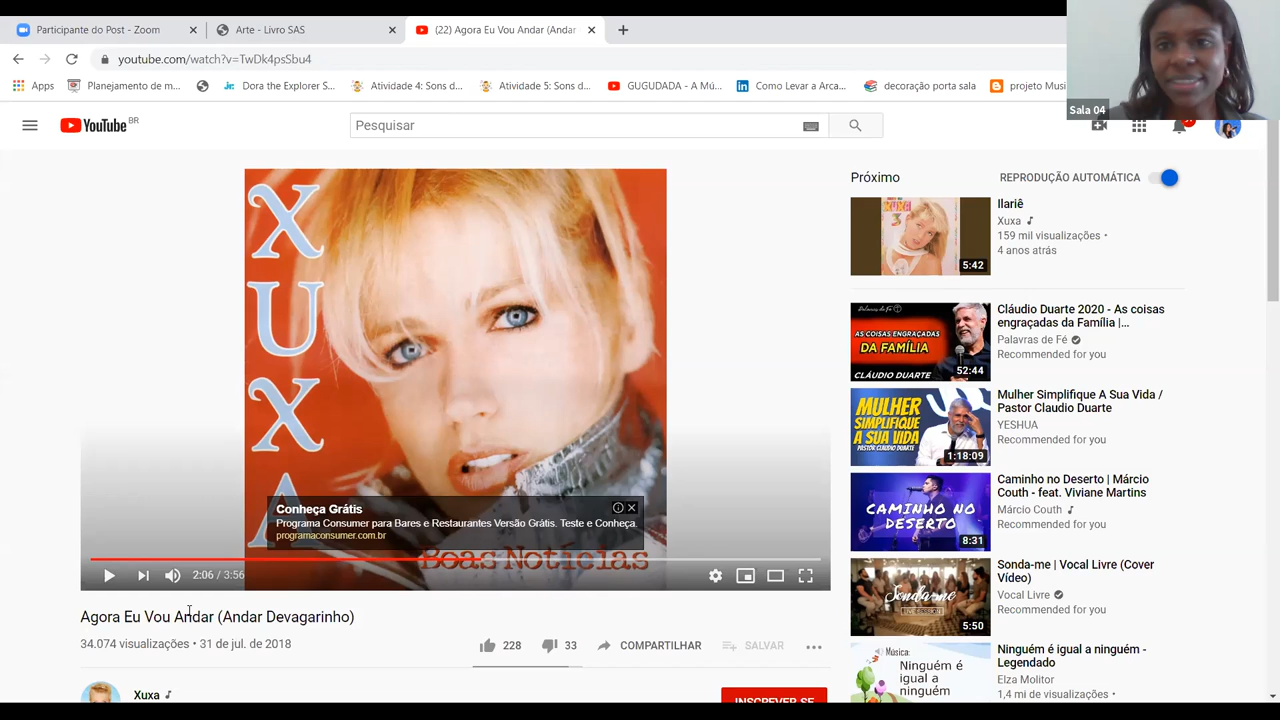 Participante do Post - Zoom
Arte - Livro SAS
(22) Agora Eu Vou Andar (Andar
youtube.com/watch?v=TwDk4psSbu4
Apps
Planejamento de m...
Dora the Explorer S...
Atividade 4: Sons d...
Atividade 5: Sons d...
GUGUDADA - A Mú...
Como Levar a Arca...
decoração porta sala
projeto Musi
Sala 04
YouTube BR
Pesquisar
XUXA
Boas Notícias
Conheça Grátis
Programa Consumer para Bares e Restaurantes Versão Grátis. Teste e Conheça.
programaconsumer.com.br
2:06 / 3:56
Agora Eu Vou Andar (Andar Devagarinho)
34.074 visualizações • 31 de jul. de 2018
228
33
COMPARTILHAR
SALVAR
Xuxa
INSCREVER-SE
Próximo
REPRODUÇÃO AUTOMÁTICA
XUXA
3
5:42
Ilariê
Xuxa
159 mil visualizações •
4 anos atrás
Palavras de Fé
AS COISAS ENGRAÇADAS
DA FAMÍLIA
CLÁUDIO DUARTE
52:44
Cláudio Duarte 2020 - As coisas
engraçadas da Família |...
Palavras de Fé
Recommended for you
MULHER
SIMPLIFIQUE
A SUA VIDA
1:18:09
Mulher Simplifique A Sua Vida /
Pastor Claudio Duarte
YESHUA
Recommended for you
CAMINHO NO
DESERTO
8:31
Caminho no Deserto | Márcio
Couth - feat. Viviane Martins
Márcio Couth
Recommended for you
Sonda-me
5:50
Sonda-me | Vocal Livre (Cover
Vídeo)
Vocal Livre
Recommended for you
Música:
Ninguém é
igual a
ninguém
Ninguém é igual a ninguém -
Legendado
Elza Molitor
1,4 mi de visualizações •